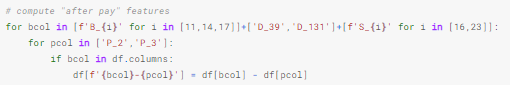 # compute "after pay" features
for bcol in [f'B_{i}' for i in [11,14,17]]+['D_39','D_131']+[f'S_{i}' for i in [16,23]]:
    for pcol in ['P_2','P_3']:
        if bcol in df.columns:
            df[f'{bcol}-{pcol}'] = df[bcol] - df[pcol]